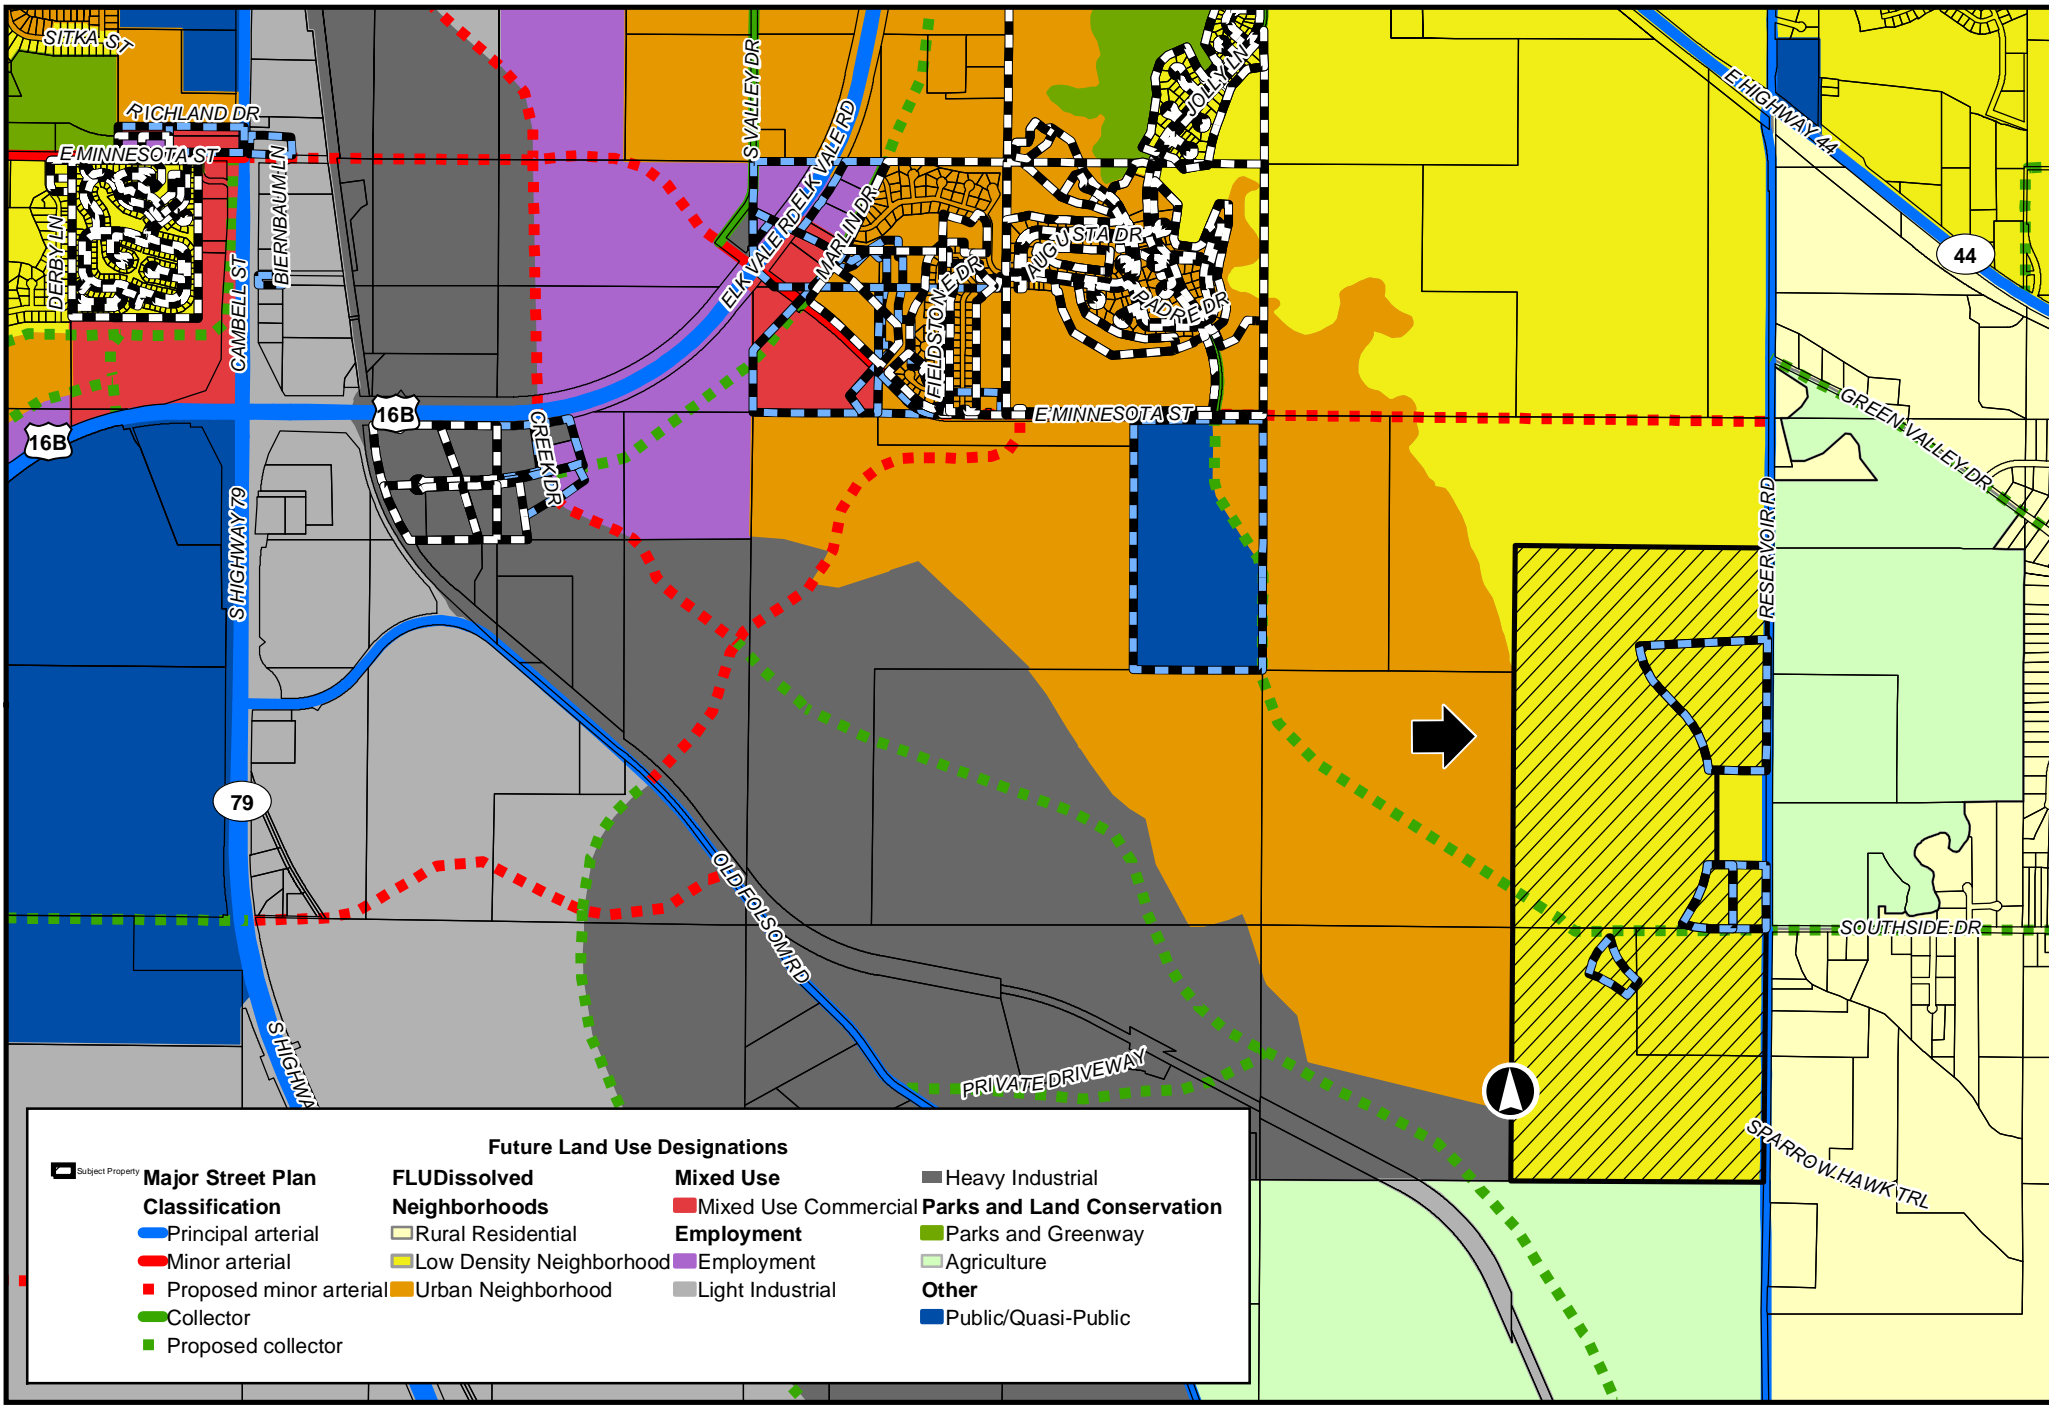 SITKA ST
RICHLAND DR
E MINNESOTA ST
DERBY LN
CAMBELL ST
BIERNBAUM LN
S VALLEY DR
ELK VALE RD
ELK VALE RD
MARLIN DR
JOLLY LN
AUGUSTA DR
PADRE DR
FIELDSTONE DR
E HIGHWAY 44
44
GREEN VALLEY DR
16B
16B
CREEK DR
E MINNESOTA ST
S HIGHWAY 79
RESERVOIR RD
79
OLD FOLSOM RD
SOUTHSIDE DR
S HIGHWA
PRIVATE DRIVEWAY
SPARROW HAWK TRL
Future Land Use Designations
Subject Property
Major Street Plan
Classification
Principal arterial
Minor arterial
Proposed minor arterial
Collector
Proposed collector
FLUDissolved
Neighborhoods
Rural Residential
Low Density Neighborhood
Urban Neighborhood
Mixed Use
Mixed Use Commercial
Employment
Employment
Light Industrial
Heavy Industrial
Parks and Land Conservation
Parks and Greenway
Agriculture
Other
Public/Quasi-Public